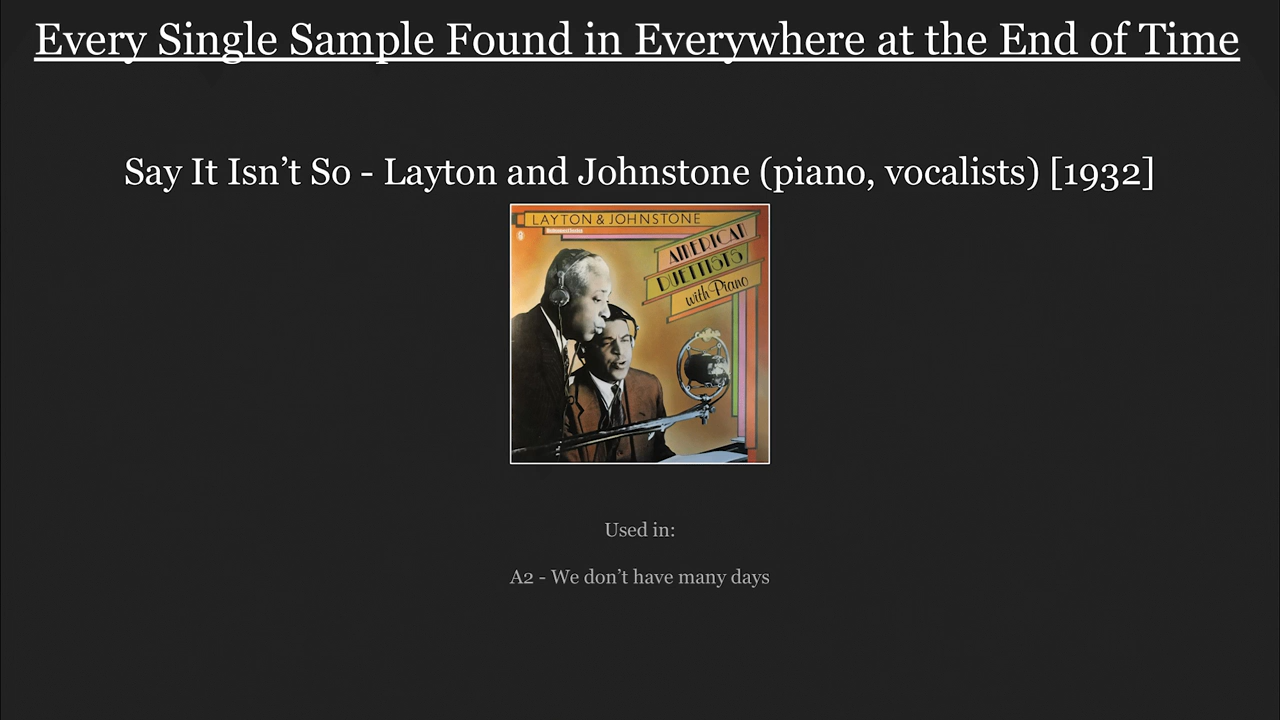 Every Single Sample Found in Everywhere at the End of Time
Say It Isn’t So - Layton and Johnstone (piano, vocalists) [1932]
LAYTON & JOHNSTONE
AMERICAN
DUETTISTS
with Piano
Used in:
A2 - We don’t have many days